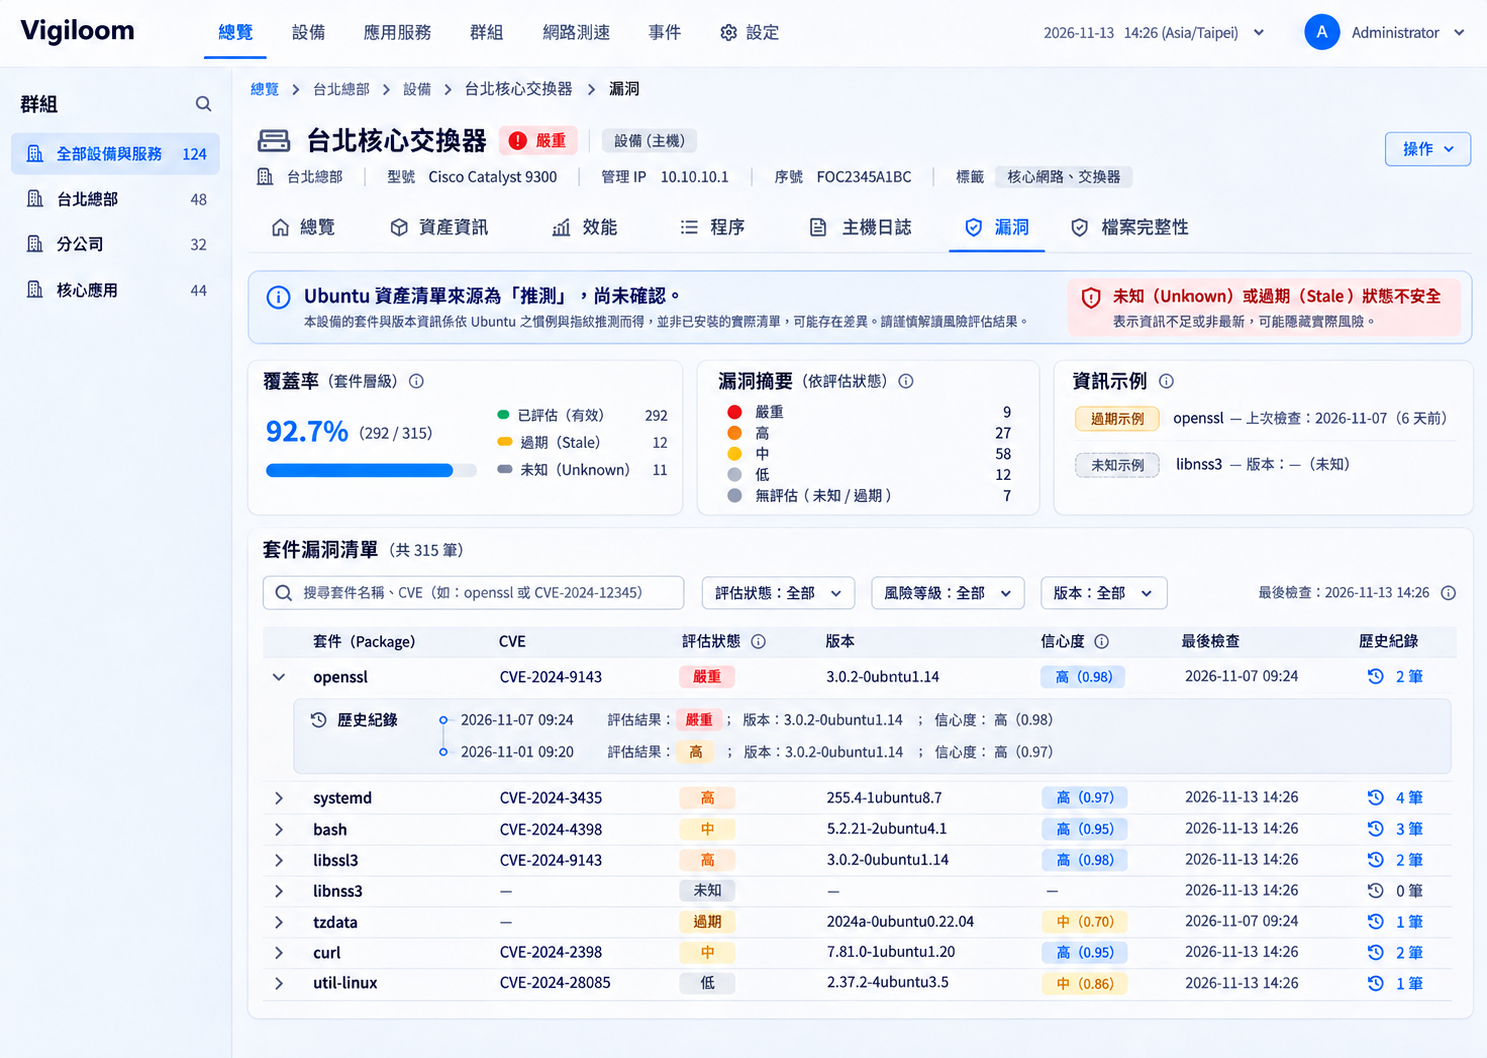 Vigiloom
總覽
設備
應用服務
群組
網路測速
事件
設定
2026-11-13 14:26 (Asia/Taipei)
A
Administrator
群組
全部設備與服務 124
台北總部 48
分公司 32
核心應用 44
總覽 > 台北總部 > 設備 > 台北核心交換器 > 漏洞
台北核心交換器
嚴重
設備 (主機)
操作
台北總部
型號 Cisco Catalyst 9300
管理 IP 10.10.10.1
序號 FOC2345A1BC
標籤 核心網路、交換器
總覽
資產資訊
效能
程序
主機日誌
漏洞
檔案完整性
Ubuntu 資產清單來源為「推測」，尚未確認。
本設備的套件與版本資訊係依 Ubuntu 之慣例與指紋推測而得，並非已安裝的實際清單，可能存在差異。請謹慎解讀風險評估結果。
未知（Unknown）或過期（Stale）狀態不安全
表示資訊不足或非最新，可能隱藏實際風險。
覆蓋率（套件層級）
92.7% (292 / 315)
已評估（有效） 292
過期（Stale） 12
未知（Unknown） 11
漏洞摘要（依評估狀態）
嚴重 9
高 27
中 58
低 12
無評估（未知 / 過期） 7
資訊示例
過期示例 openssl — 上次檢查：2026-11-07（6 天前）
未知示例 libnss3 — 版本：—（未知）
套件漏洞清單（共 315 筆）
搜尋套件名稱、CVE（如：openssl 或 CVE-2024-12345）
評估狀態：全部
風險等級：全部
版本：全部
最後檢查：2026-11-13 14:26
套件（Package） CVE 評估狀態 版本 信心度 最後檢查 歷史紀錄
openssl CVE-2024-9143 嚴重 3.0.2-0ubntu1.14 高（0.98） 2026-11-07 09:24 2 筆
歷史紀錄
2026-11-07 09:24 評估結果：嚴重； 版本：3.0.2-0ubuntu1.14 ； 信心度： 高（0.98）
2026-11-01 09:20 評估結果：高 ； 版本：3.0.2-0ubuntu1.14 ； 信心度： 高（0.97）
systemd CVE-2024-3435 高 255.4-1ubuntu8.7 高（0.97） 2026-11-13 14:26 4 筆
bash CVE-2024-4398 中 5.2.21-2ubuntu4.1 高（0.95） 2026-11-13 14:26 3 筆
libssl3 CVE-2024-9143 高 3.0.2-0ubuntu1.14 高（0.98） 2026-11-13 14:26 2 筆
libnss3 — 未知 — — 2026-11-13 14:26 0 筆
tzdata — 過期 2024a-0ubuntu0.22.04 中（0.70） 2026-11-07 09:24 1 筆
curl CVE-2024-2398 中 7.81.0-1ubuntu1.20 高（0.95） 2026-11-13 14:26 2 筆
util-linux CVE-2024-28085 低 2.37.2-4ubuntu3.5 中（0.86） 2026-11-13 14:26 1 筆